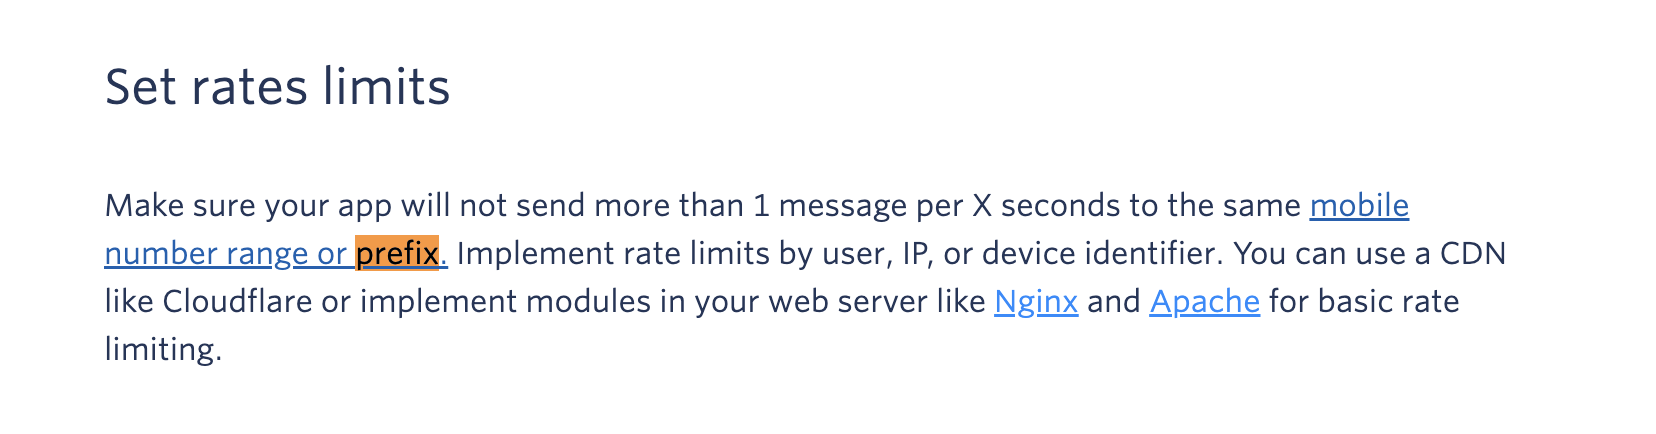 Set rates limits
Make sure your app will not send more than 1 message per X seconds to the same mobile
number range or prefix. Implement rate limits by user, IP, or device identifier. You can use a CDN
like Cloudflare or implement modules in your web server like Nginx and Apache for basic rate
limiting.